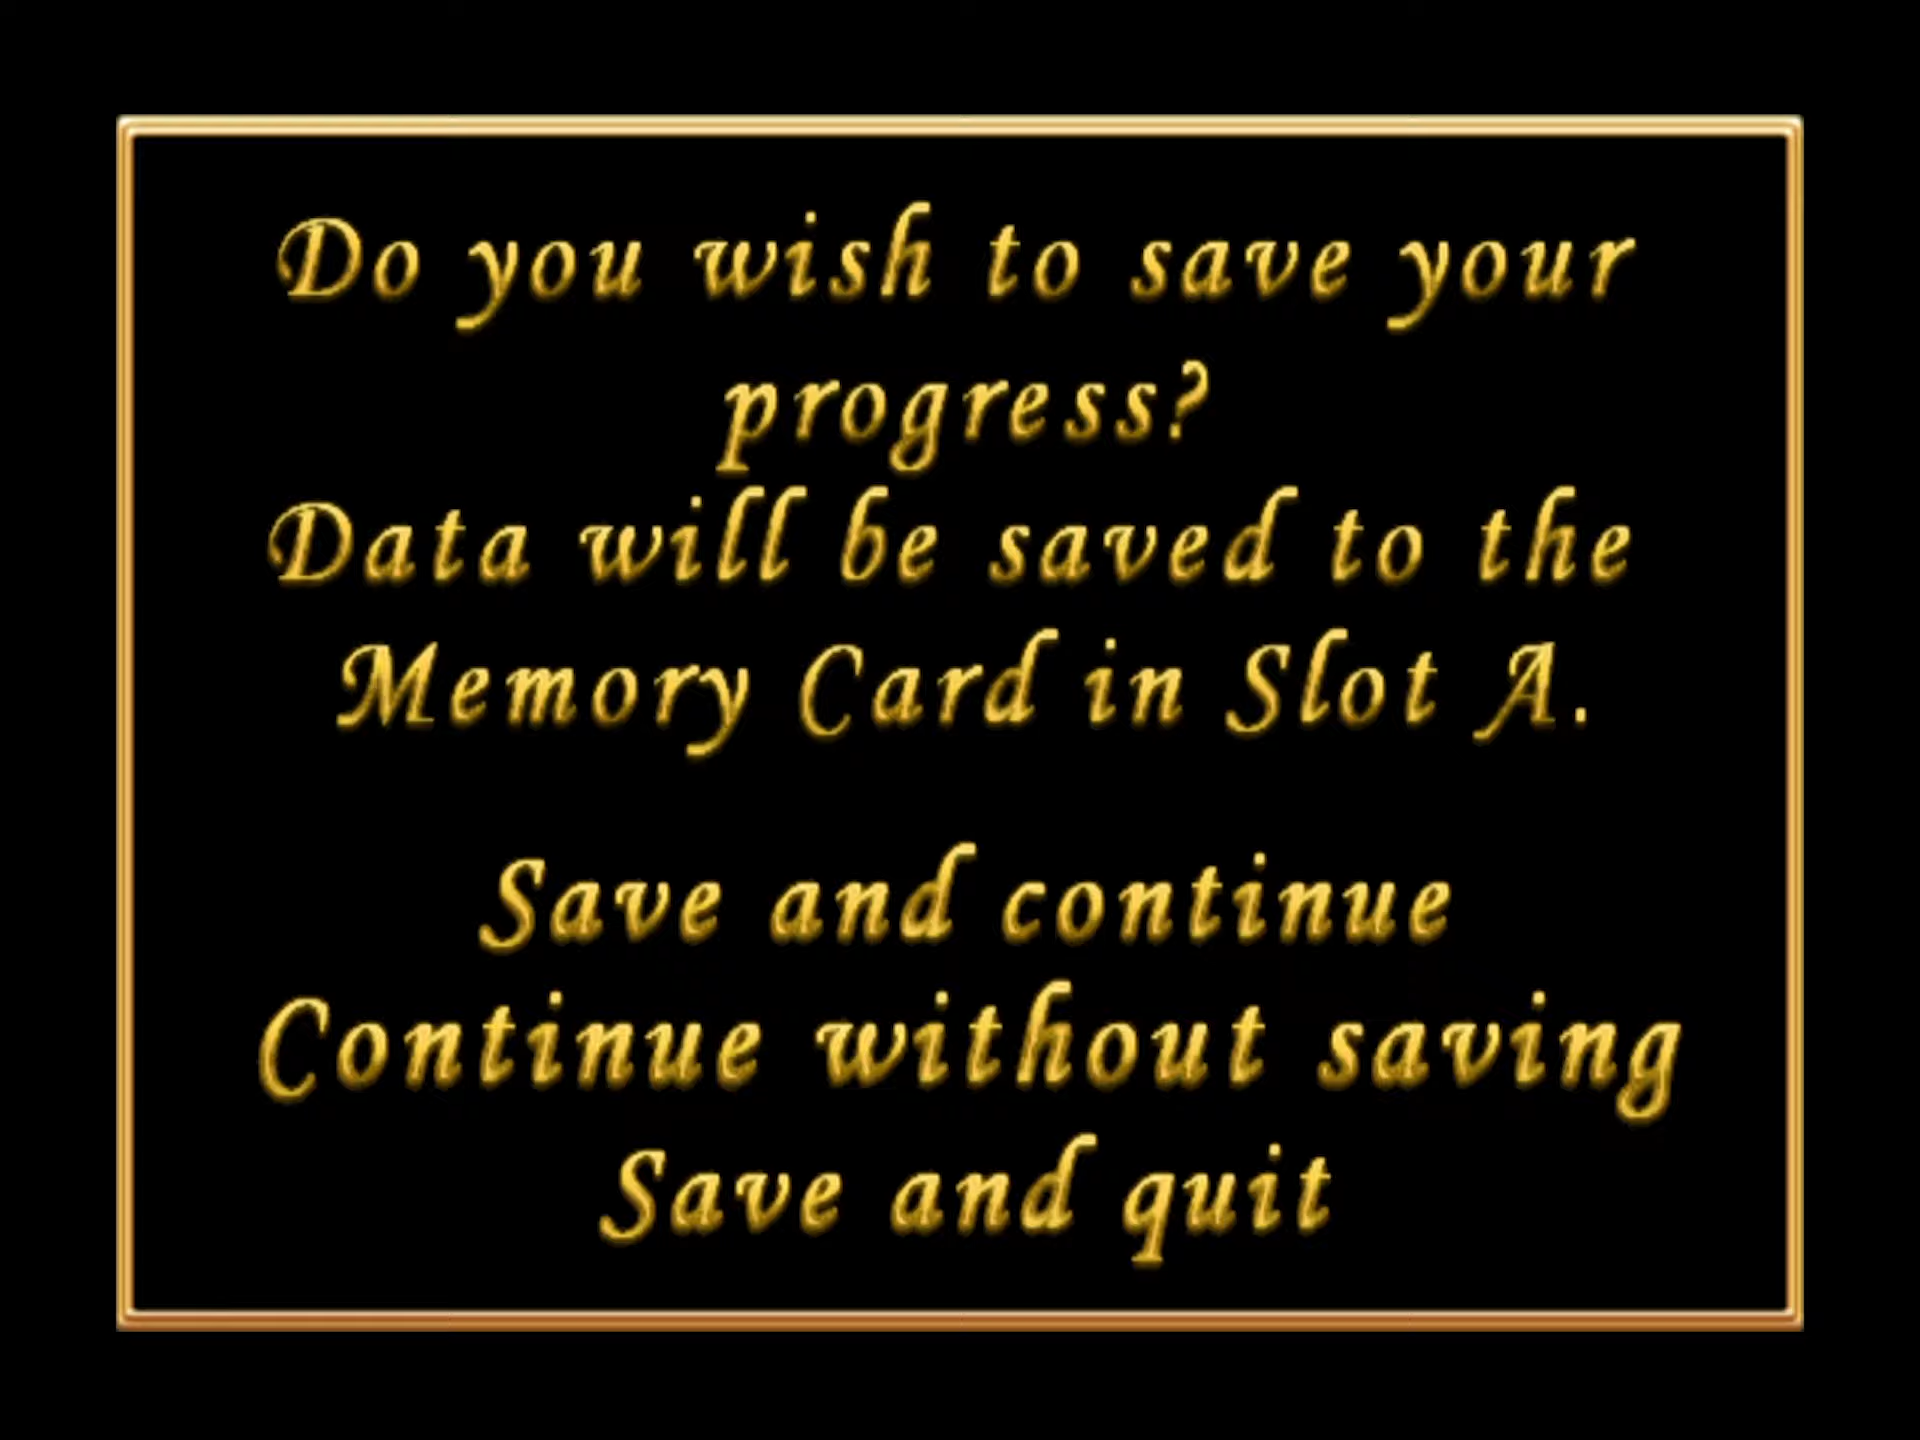 Do you wish to save your
progress?
Data will be saved to the
Memory Card in Slot A.
Save and continue
Continue without saving
Save and quit